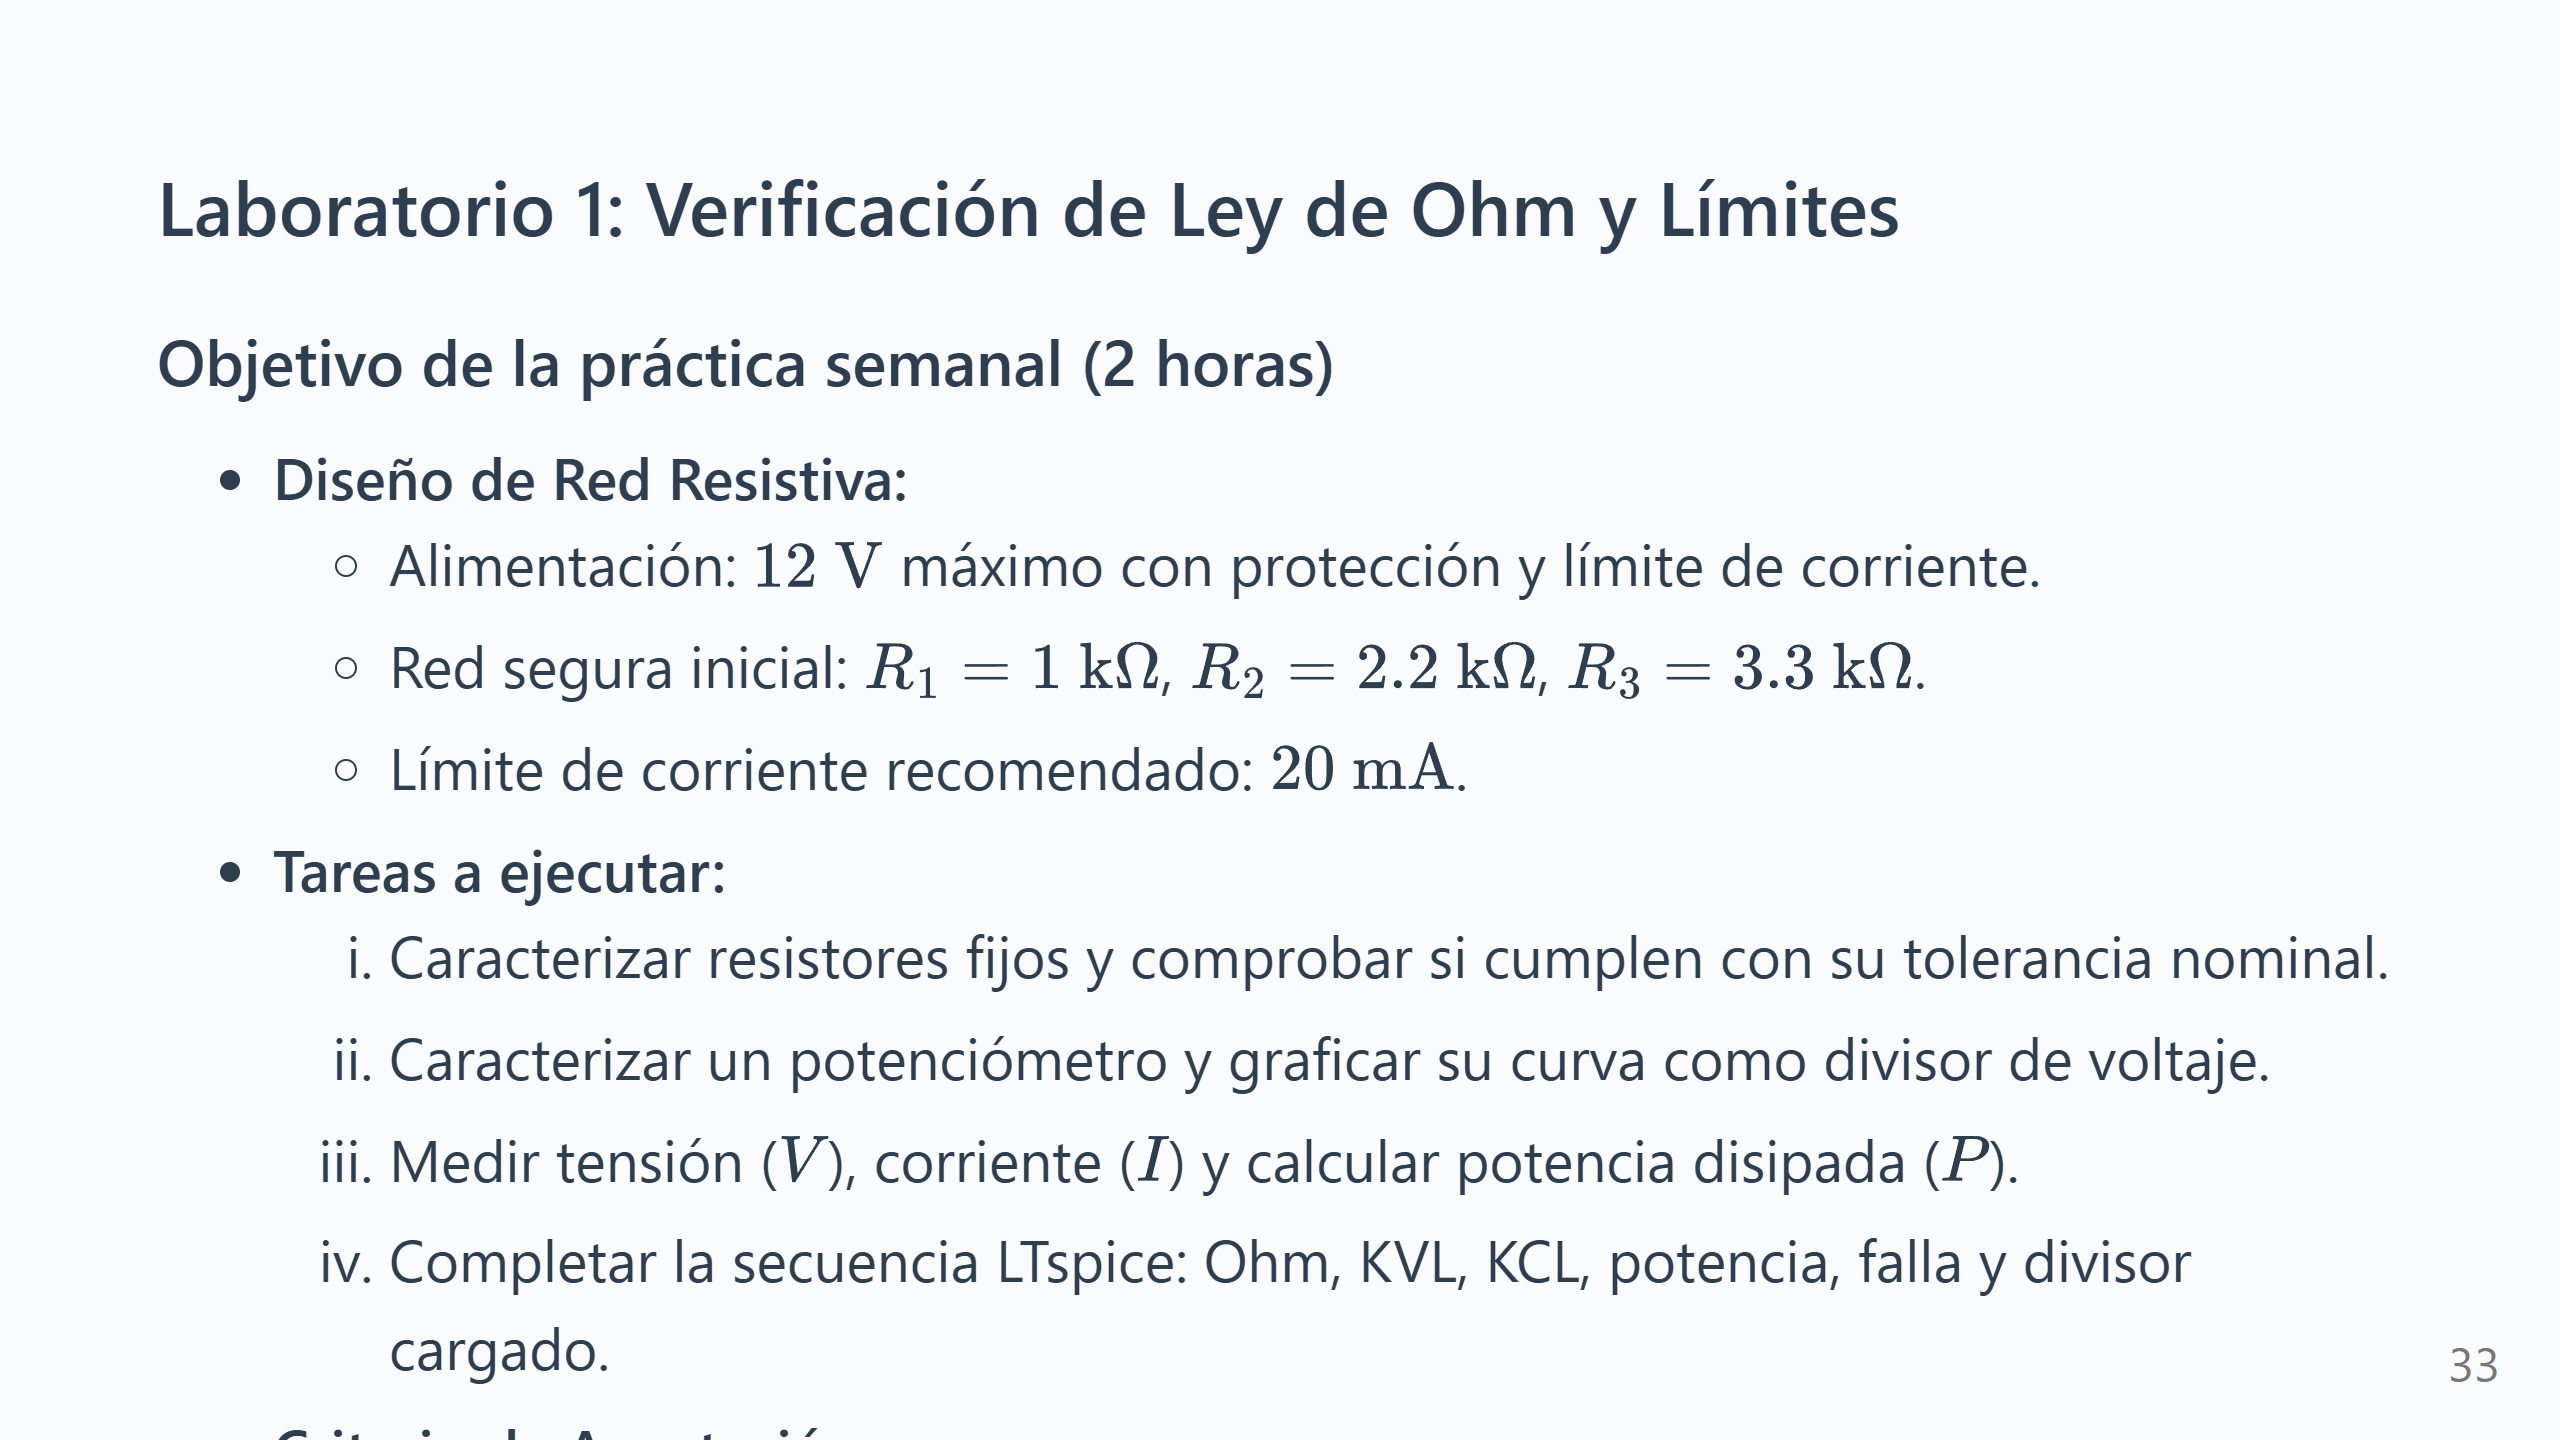 Laboratorio 1: Verificación de Ley de Ohm y Límites
Objetivo de la práctica semanal (2 horas)
• Diseño de Red Resistiva:
○ Alimentación: 12 V máximo con protección y límite de corriente.
○ Red segura inicial: R₁ = 1 kΩ, R₂ = 2.2 kΩ, R₃ = 3.3 kΩ.
○ Límite de corriente recomendado: 20 mA.
• Tareas a ejecutar:
i. Caracterizar resistores fijos y comprobar si cumplen con su tolerancia nominal.
ii. Caracterizar un potenciómetro y graficar su curva como divisor de voltaje.
iii. Medir tensión (V), corriente (I) y calcular potencia disipada (P).
iv. Completar la secuencia LTspice: Ohm, KVL, KCL, potencia, falla y divisor
cargado.
33